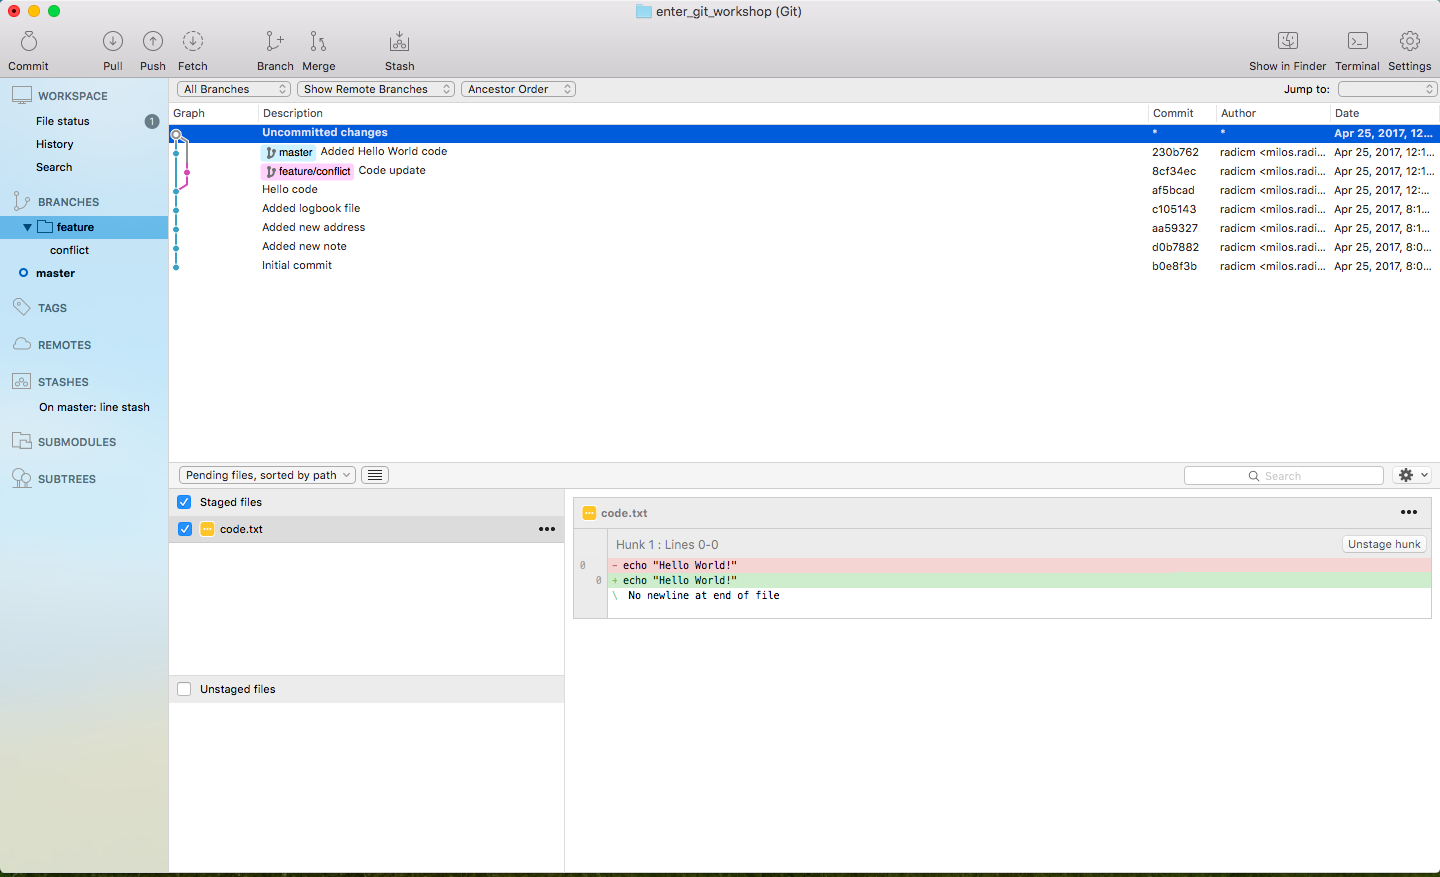 enter_git_workshop (Git)
Commit Pull Push Fetch Branch Merge Stash Show in Finder Terminal Settings
All Branches Show Remote Branches Ancestor Order Jump to:
WORKSPACE
File status 1
History
Search
BRANCHES
feature
conflict
master
TAGS
REMOTES
STASHES
On master: line stash
SUBMODULES
SUBTREES
Graph Description Commit Author Date
Uncommitted changes * * Apr 25, 2017, 12...
master Added Hello World code 230b762 radicm <milos.radi... Apr 25, 2017, 12:1...
feature/conflict Code update 8cf34ec radicm <milos.radi... Apr 25, 2017, 12:1...
Hello code af5bcad radicm <milos.radi... Apr 25, 2017, 12:...
Added logbook file c105143 radicm <milos.radi... Apr 25, 2017, 8:1...
Added new address aa59327 radicm <milos.radi... Apr 25, 2017, 8:1...
Added new note d0b7882 radicm <milos.radi... Apr 25, 2017, 8:0...
Initial commit b0e8f3b radicm <milos.radi... Apr 25, 2017, 8:0...
Pending files, sorted by path Search
Staged files
code.txt
Unstaged files
code.txt
Hunk 1 : Lines 0-0 Unstage hunk
0 - echo "Hello World!"
0 + echo "Hello World!"
\ No newline at end of file